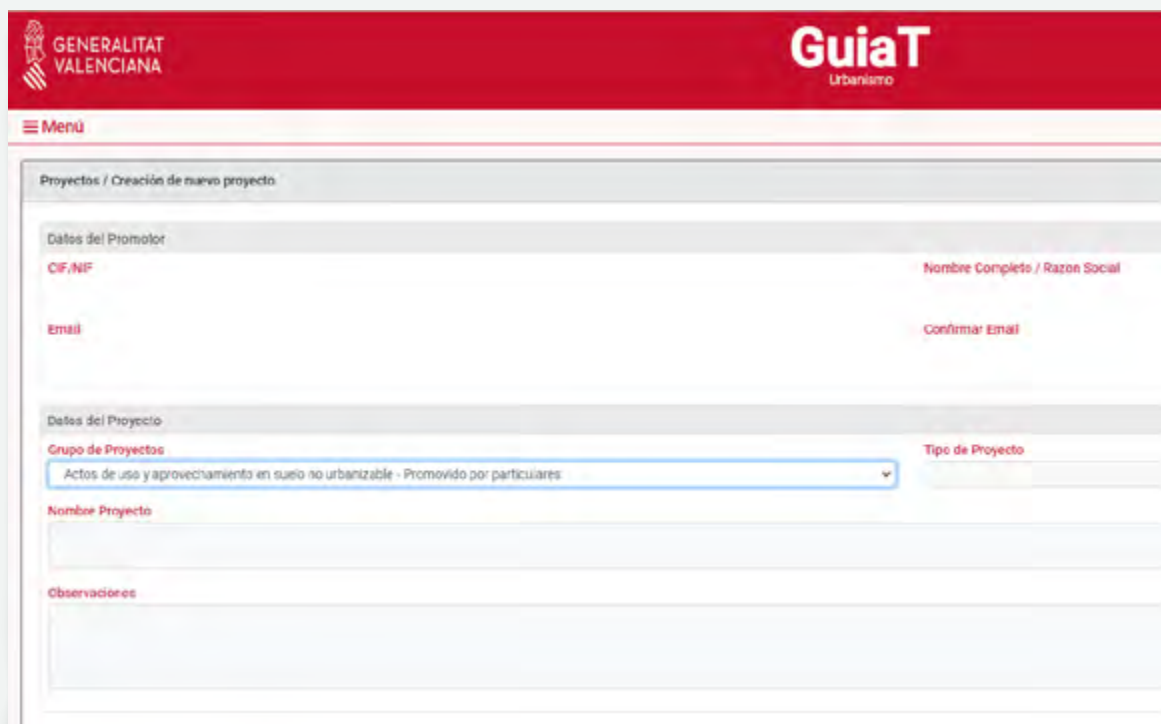 GENERALITAT
VALENCIANA
GuiaT
Urbanismo
Menú
Proyectos / Creación de nuevo proyecto
Datos del Promotor
CIF/NIF
Nombre Completo / Razon Social
Email
Confirmar Email
Datos del Proyecto
Grupo de Proyectos
Tipo de Proyecto
Actos de uso y aprovechamiento en suelo no urbanizable - Promovido por particulares
Nombre Proyecto
Observaciones